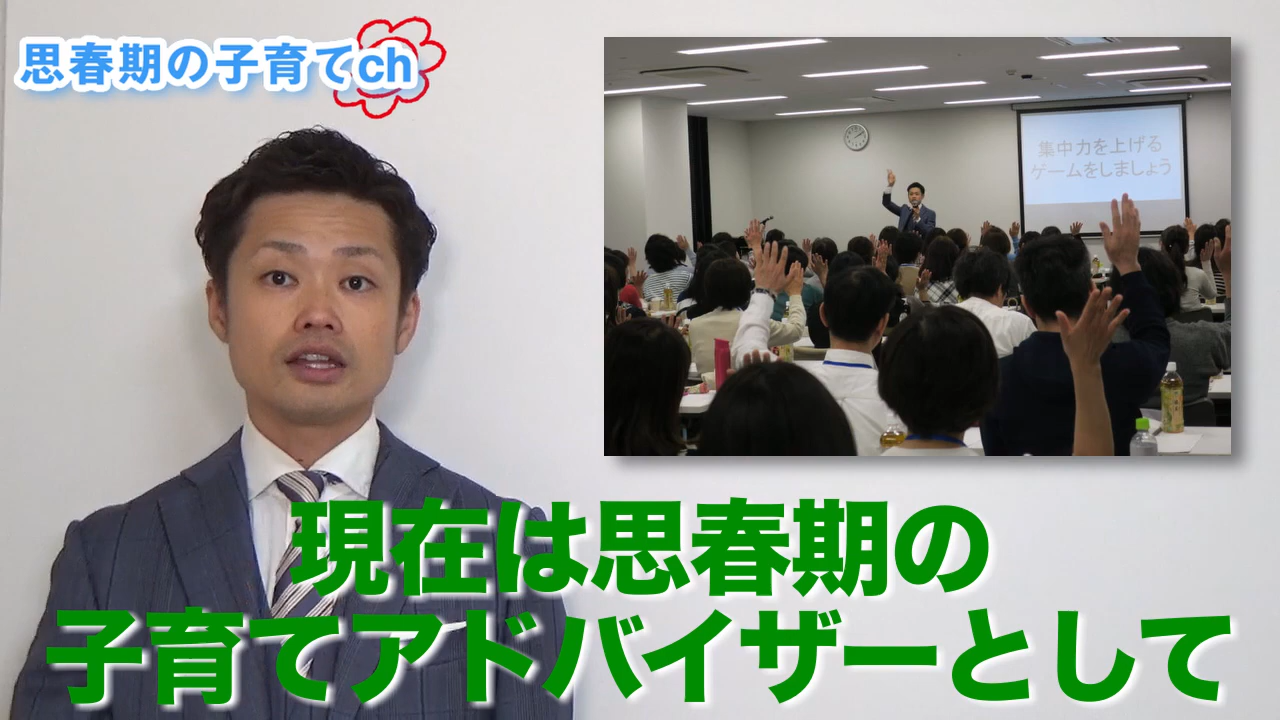 思春期の子育てch
集中力を上げる
ゲームをしましょう
現在は思春期の
子育てアドバイザーとして